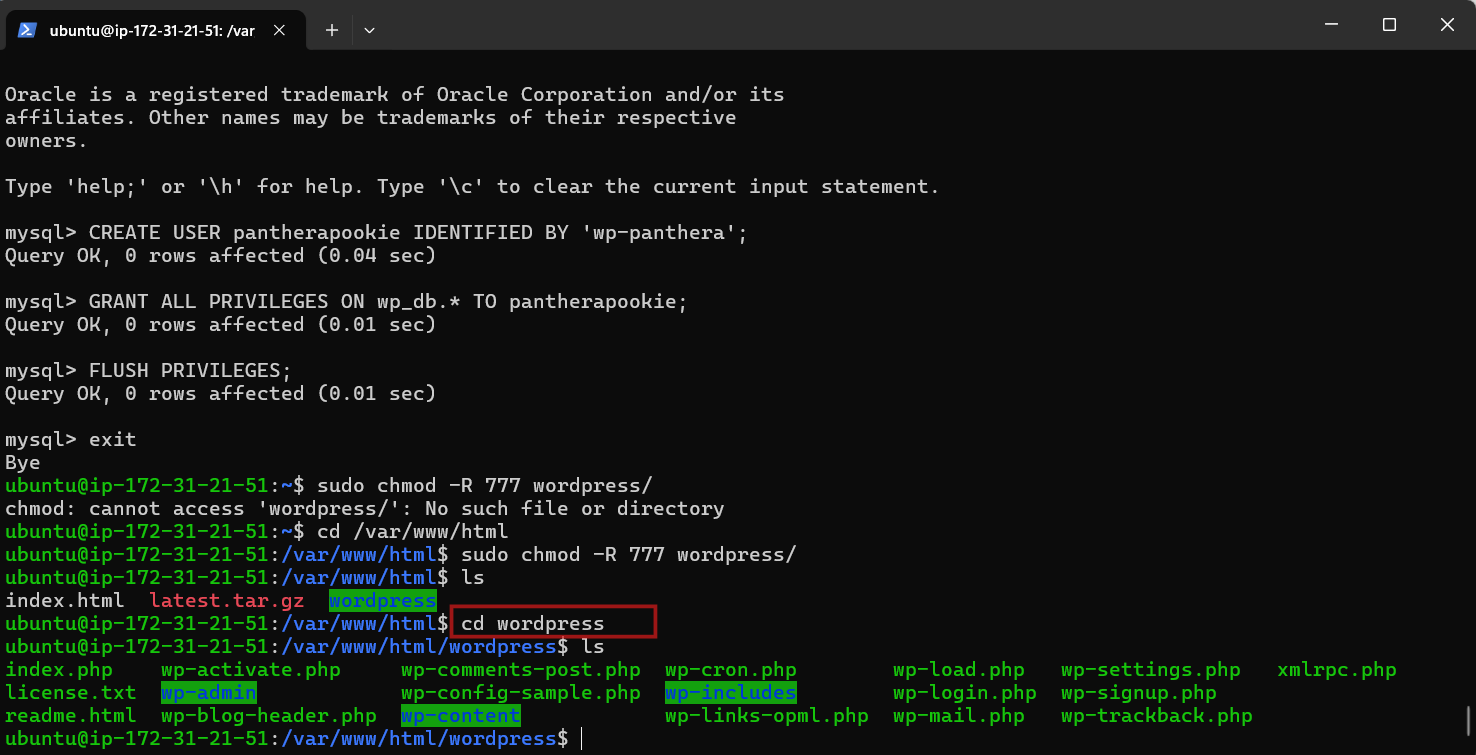 ubuntu@ip-172-31-21-51: /var
Oracle is a registered trademark of Oracle Corporation and/or its
affiliates. Other names may be trademarks of their respective
owners.
Type 'help;' or '\h' for help. Type '\c' to clear the current input statement.
mysql> CREATE USER pantherapookie IDENTIFIED BY 'wp-panthera';
Query OK, 0 rows affected (0.04 sec)
mysql> GRANT ALL PRIVILEGES ON wp_db.* TO pantherapookie;
Query OK, 0 rows affected (0.01 sec)
mysql> FLUSH PRIVILEGES;
Query OK, 0 rows affected (0.01 sec)
mysql> exit
Bye
ubuntu@ip-172-31-21-51:~$ sudo chmod -R 777 wordpress/
chmod: cannot access 'wordpress/': No such file or directory
ubuntu@ip-172-31-21-51:~$ cd /var/www/html
ubuntu@ip-172-31-21-51:/var/www/html$ sudo chmod -R 777 wordpress/
ubuntu@ip-172-31-21-51:/var/www/html$ ls
index.html  latest.tar.gz  wordpress
ubuntu@ip-172-31-21-51:/var/www/html$ cd wordpress
ubuntu@ip-172-31-21-51:/var/www/html/wordpress$ ls
index.php    wp-activate.php     wp-comments-post.php  wp-cron.php        wp-load.php   wp-settings.php   xmlrpc.php
license.txt  wp-admin            wp-config-sample.php  wp-includes        wp-login.php  wp-signup.php
readme.html  wp-blog-header.php  wp-content            wp-links-opml.php  wp-mail.php   wp-trackback.php
ubuntu@ip-172-31-21-51:/var/www/html/wordpress$